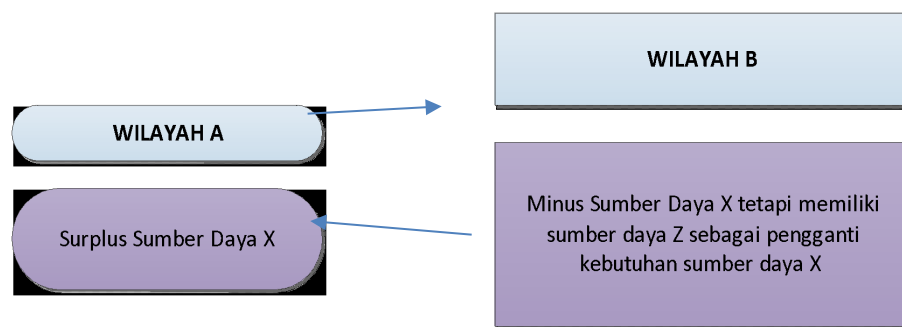 WILAYAH A
Surplus Sumber Daya X
WILAYAH B
Minus Sumber Daya X tetapi memiliki
sumber daya Z sebagai pengganti
kebutuhan sumber daya X